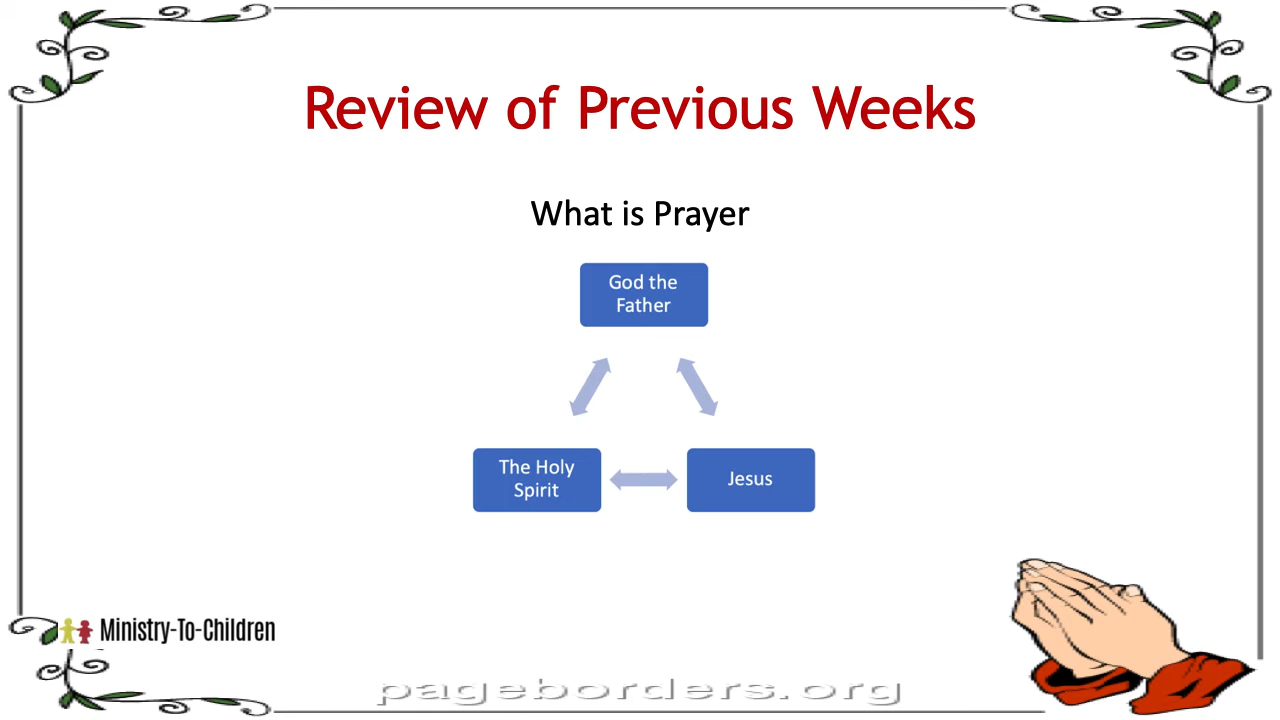 Review of Previous Weeks
What is Prayer
God the
Father
The Holy
Spirit
Jesus
Ministry-To-Children
pageborders.org